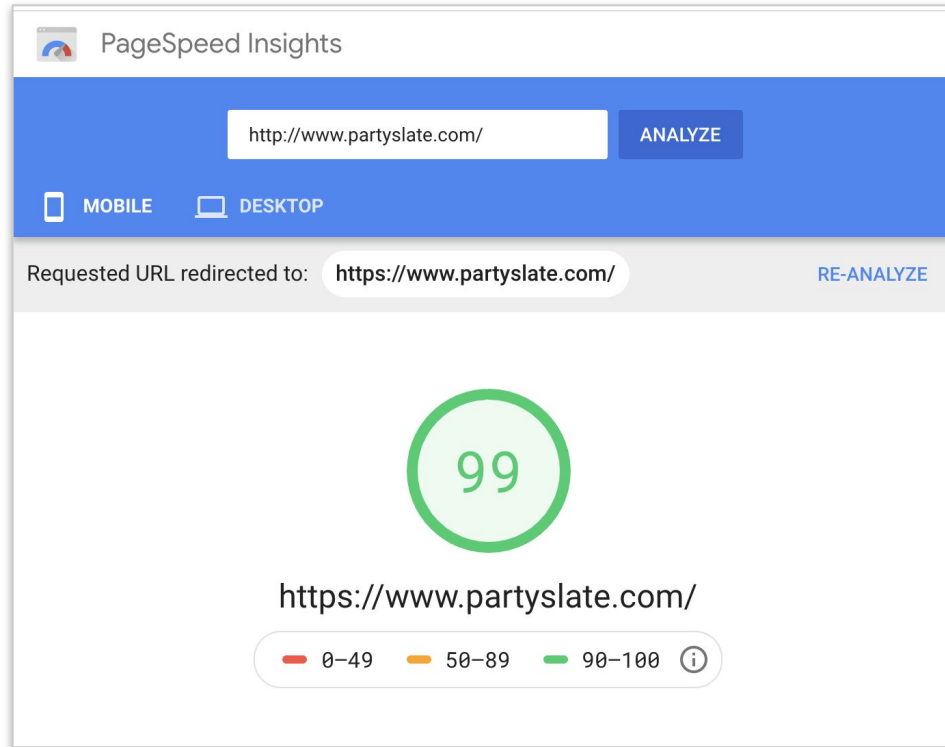 PageSpeed Insights
http://www.partyslate.com/ ANALYZE
MOBILE DESKTOP
Requested URL redirected to: https://www.partyslate.com/ RE-ANALYZE
99
https://www.partyslate.com/
0–49 50–89 90–100